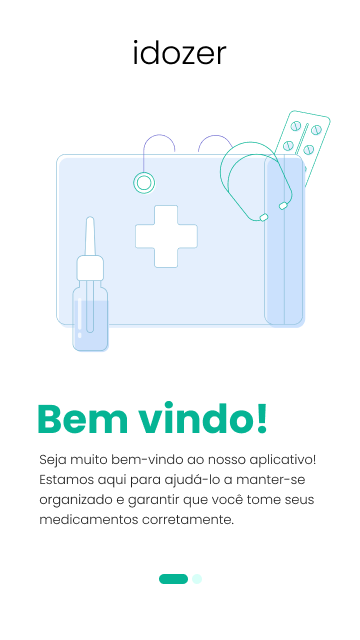 idozer
Bem vindo!
Seja muito bem-vindo ao nosso aplicativo!
Estamos aqui para ajudá-lo a manter-se
organizado e garantir que você tome seus
medicamentos corretamente.